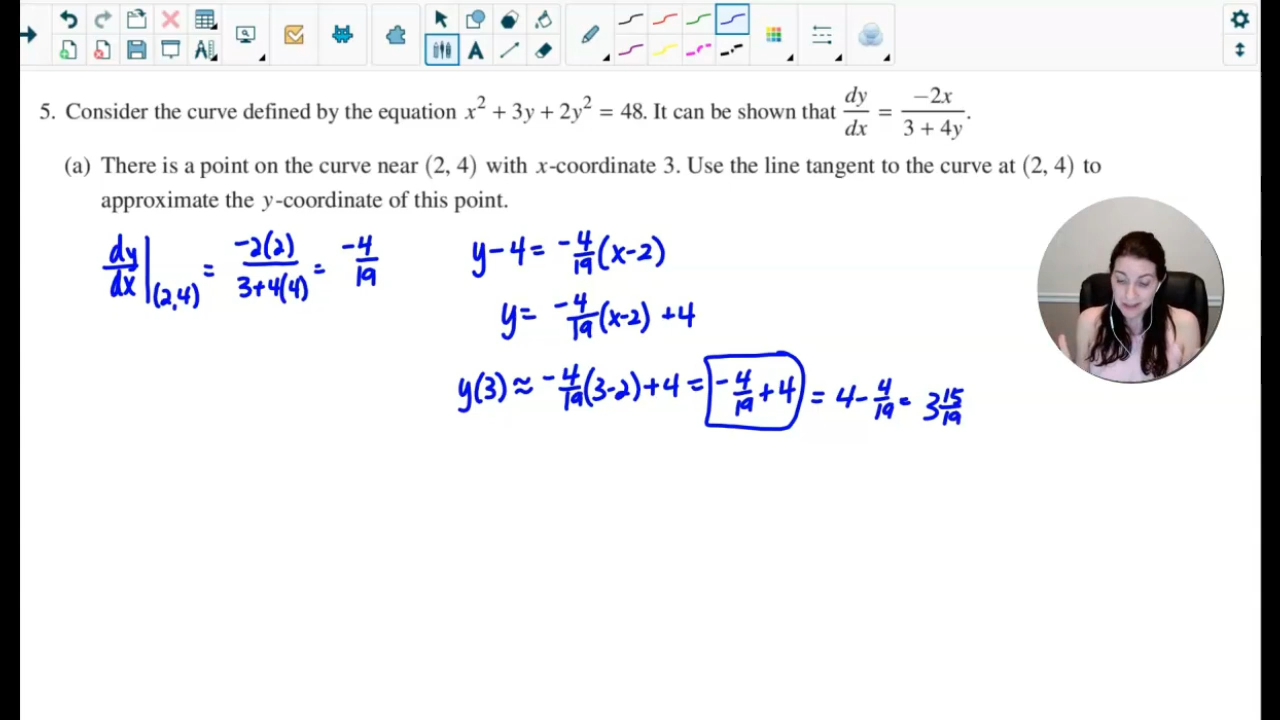 5. Consider the curve defined by the equation x² + 3y + 2y² = 48. It can be shown that dy/dx = −2x/(3 + 4y).
(a) There is a point on the curve near (2, 4) with x-coordinate 3. Use the line tangent to the curve at (2, 4) to
approximate the y-coordinate of this point.
dy/dx|(2,4) = −2(2)/(3+4(4)) = −4/19
y−4 = −4/19(x−2)
y = −4/19(x−2) +4
y(3) ≈ −4/19(3−2)+4 = −4/19+4 = 4−4/19 = 3 15/19